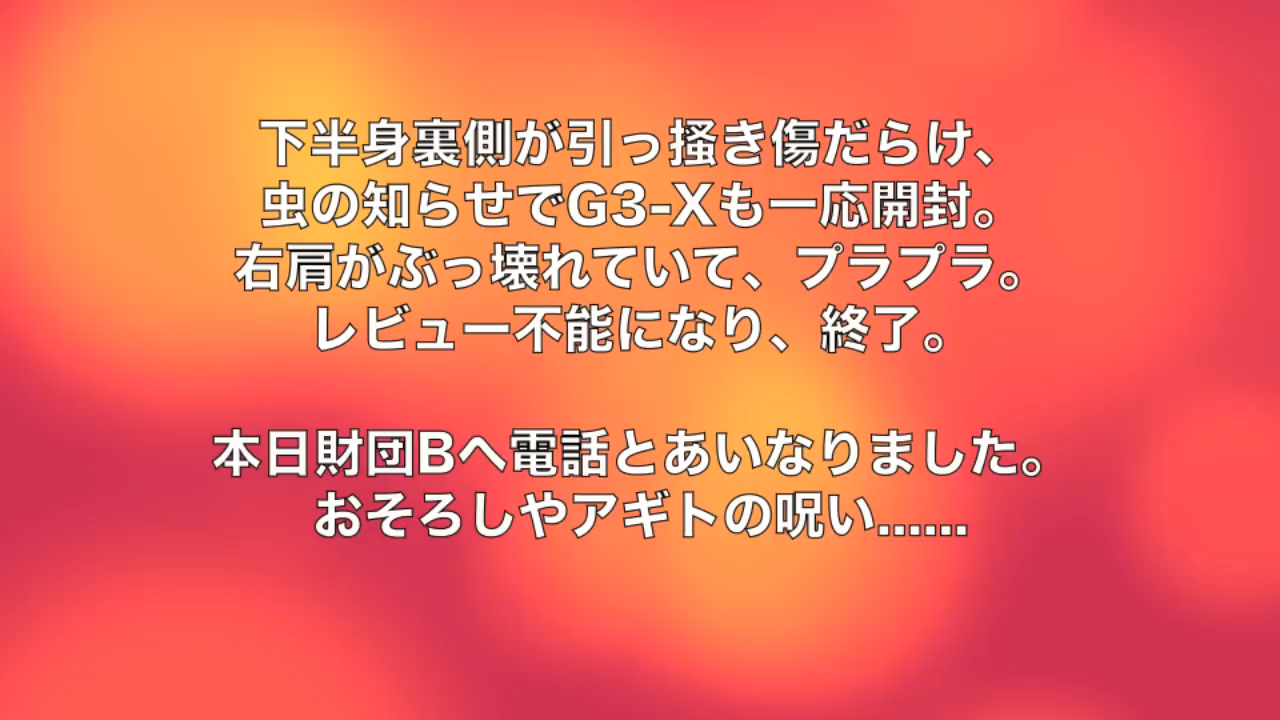 下半身裏側が引っ掻き傷だらけ、
虫の知らせでG3-Xも一応開封。
右肩がぶっ壊れていて、プラプラ。
レビュー不能になり、終了。
本日財団Bへ電話とあいなりました。
おそろしやアギトの呪い......